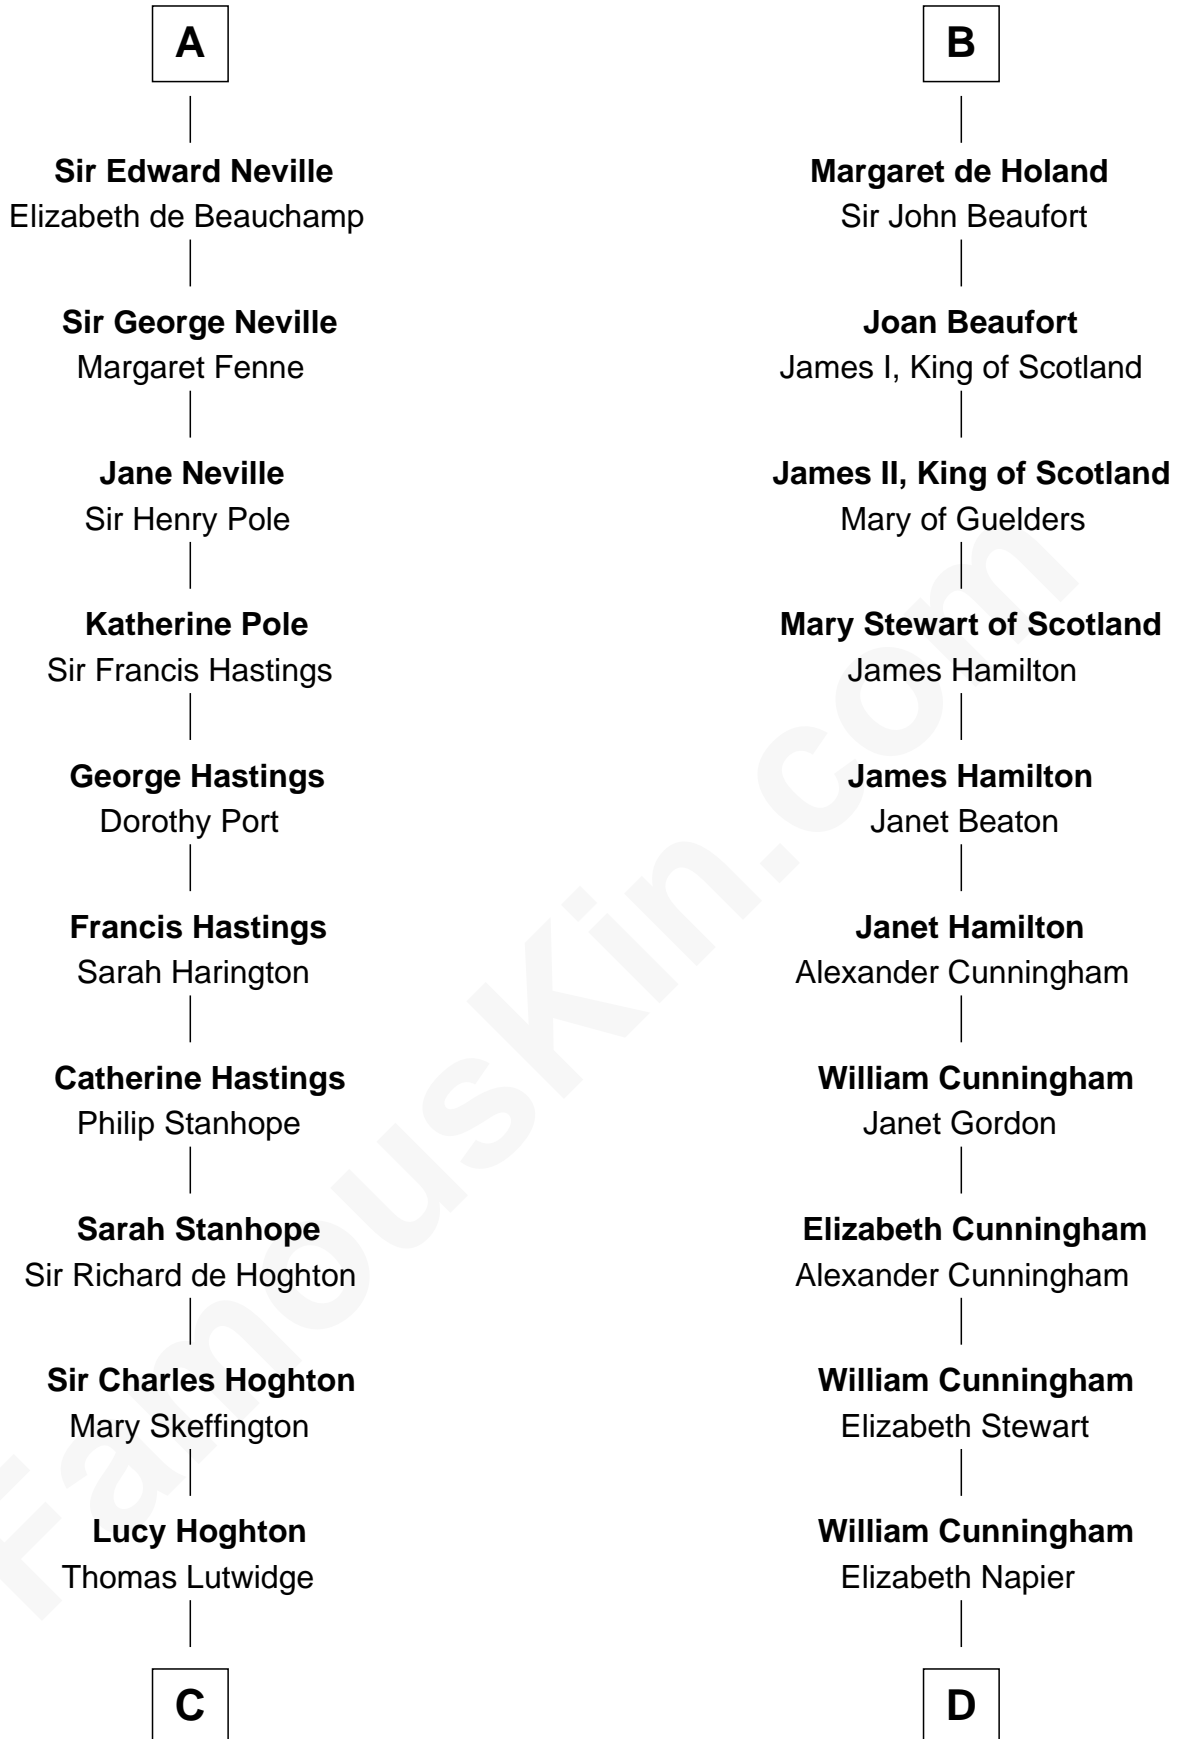 A
Sir Edward Neville
Elizabeth de Beauchamp
Sir George Neville
Margaret Fenne
Jane Neville
Sir Henry Pole
Katherine Pole
Sir Francis Hastings
George Hastings
Dorothy Port
Francis Hastings
Sarah Harington
Catherine Hastings
Philip Stanhope
Sarah Stanhope
Sir Richard de Hoghton
Sir Charles Hoghton
Mary Skeffington
Lucy Hoghton
Thomas Lutwidge
C
B
Margaret de Holand
Sir John Beaufort
Joan Beaufort
James I, King of Scotland
James II, King of Scotland
Mary of Guelders
Mary Stewart of Scotland
James Hamilton
James Hamilton
Janet Beaton
Janet Hamilton
Alexander Cunningham
William Cunningham
Janet Gordon
Elizabeth Cunningham
Alexander Cunningham
William Cunningham
Elizabeth Stewart
William Cunningham
Elizabeth Napier
D
FamousKin.com